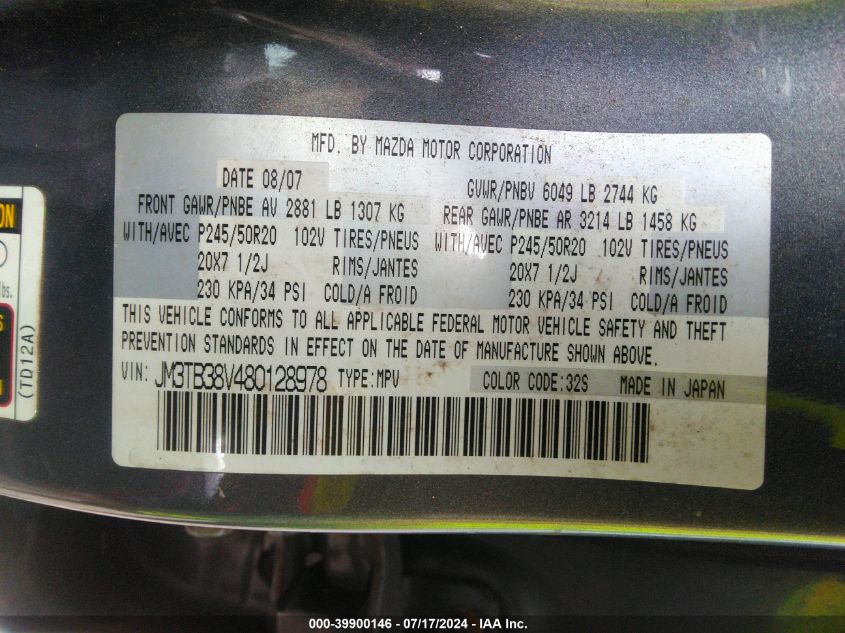 MFD. BY MAZDA MOTOR CORPORATION
DATE 08/07
GVWR/PNBV 6049 LB 2744 KG
FRONT GAWR/PNBE AV 2881 LB 1307 KG
REAR GAWR/PNBE AR 3214 LB 1458 KG
WITH/AVEC P245/50R20 102V TIRES/PNEUS
WITH/AVEC P245/50R20 102V TIRES/PNEUS
20X7 1/2J RIMS/JANTES
20X7 1/2J RIMS/JANTES
230 KPA/34 PSI COLD/A FROID
230 KPA/34 PSI COLD/A FROID
THIS VEHICLE CONFORMS TO ALL APPLICABLE FEDERAL MOTOR VEHICLE SAFETY AND THEFT
PREVENTION STANDARDS IN EFFECT ON THE DATE OF MANUFACTURE SHOWN ABOVE.
VIN: JM3TB38V480128978 TYPE:MPV COLOR CODE:32S MADE IN JAPAN
ON
lbs.
S
(TD12A)
000-39900146 - 07/17/2024 - IAA Inc.